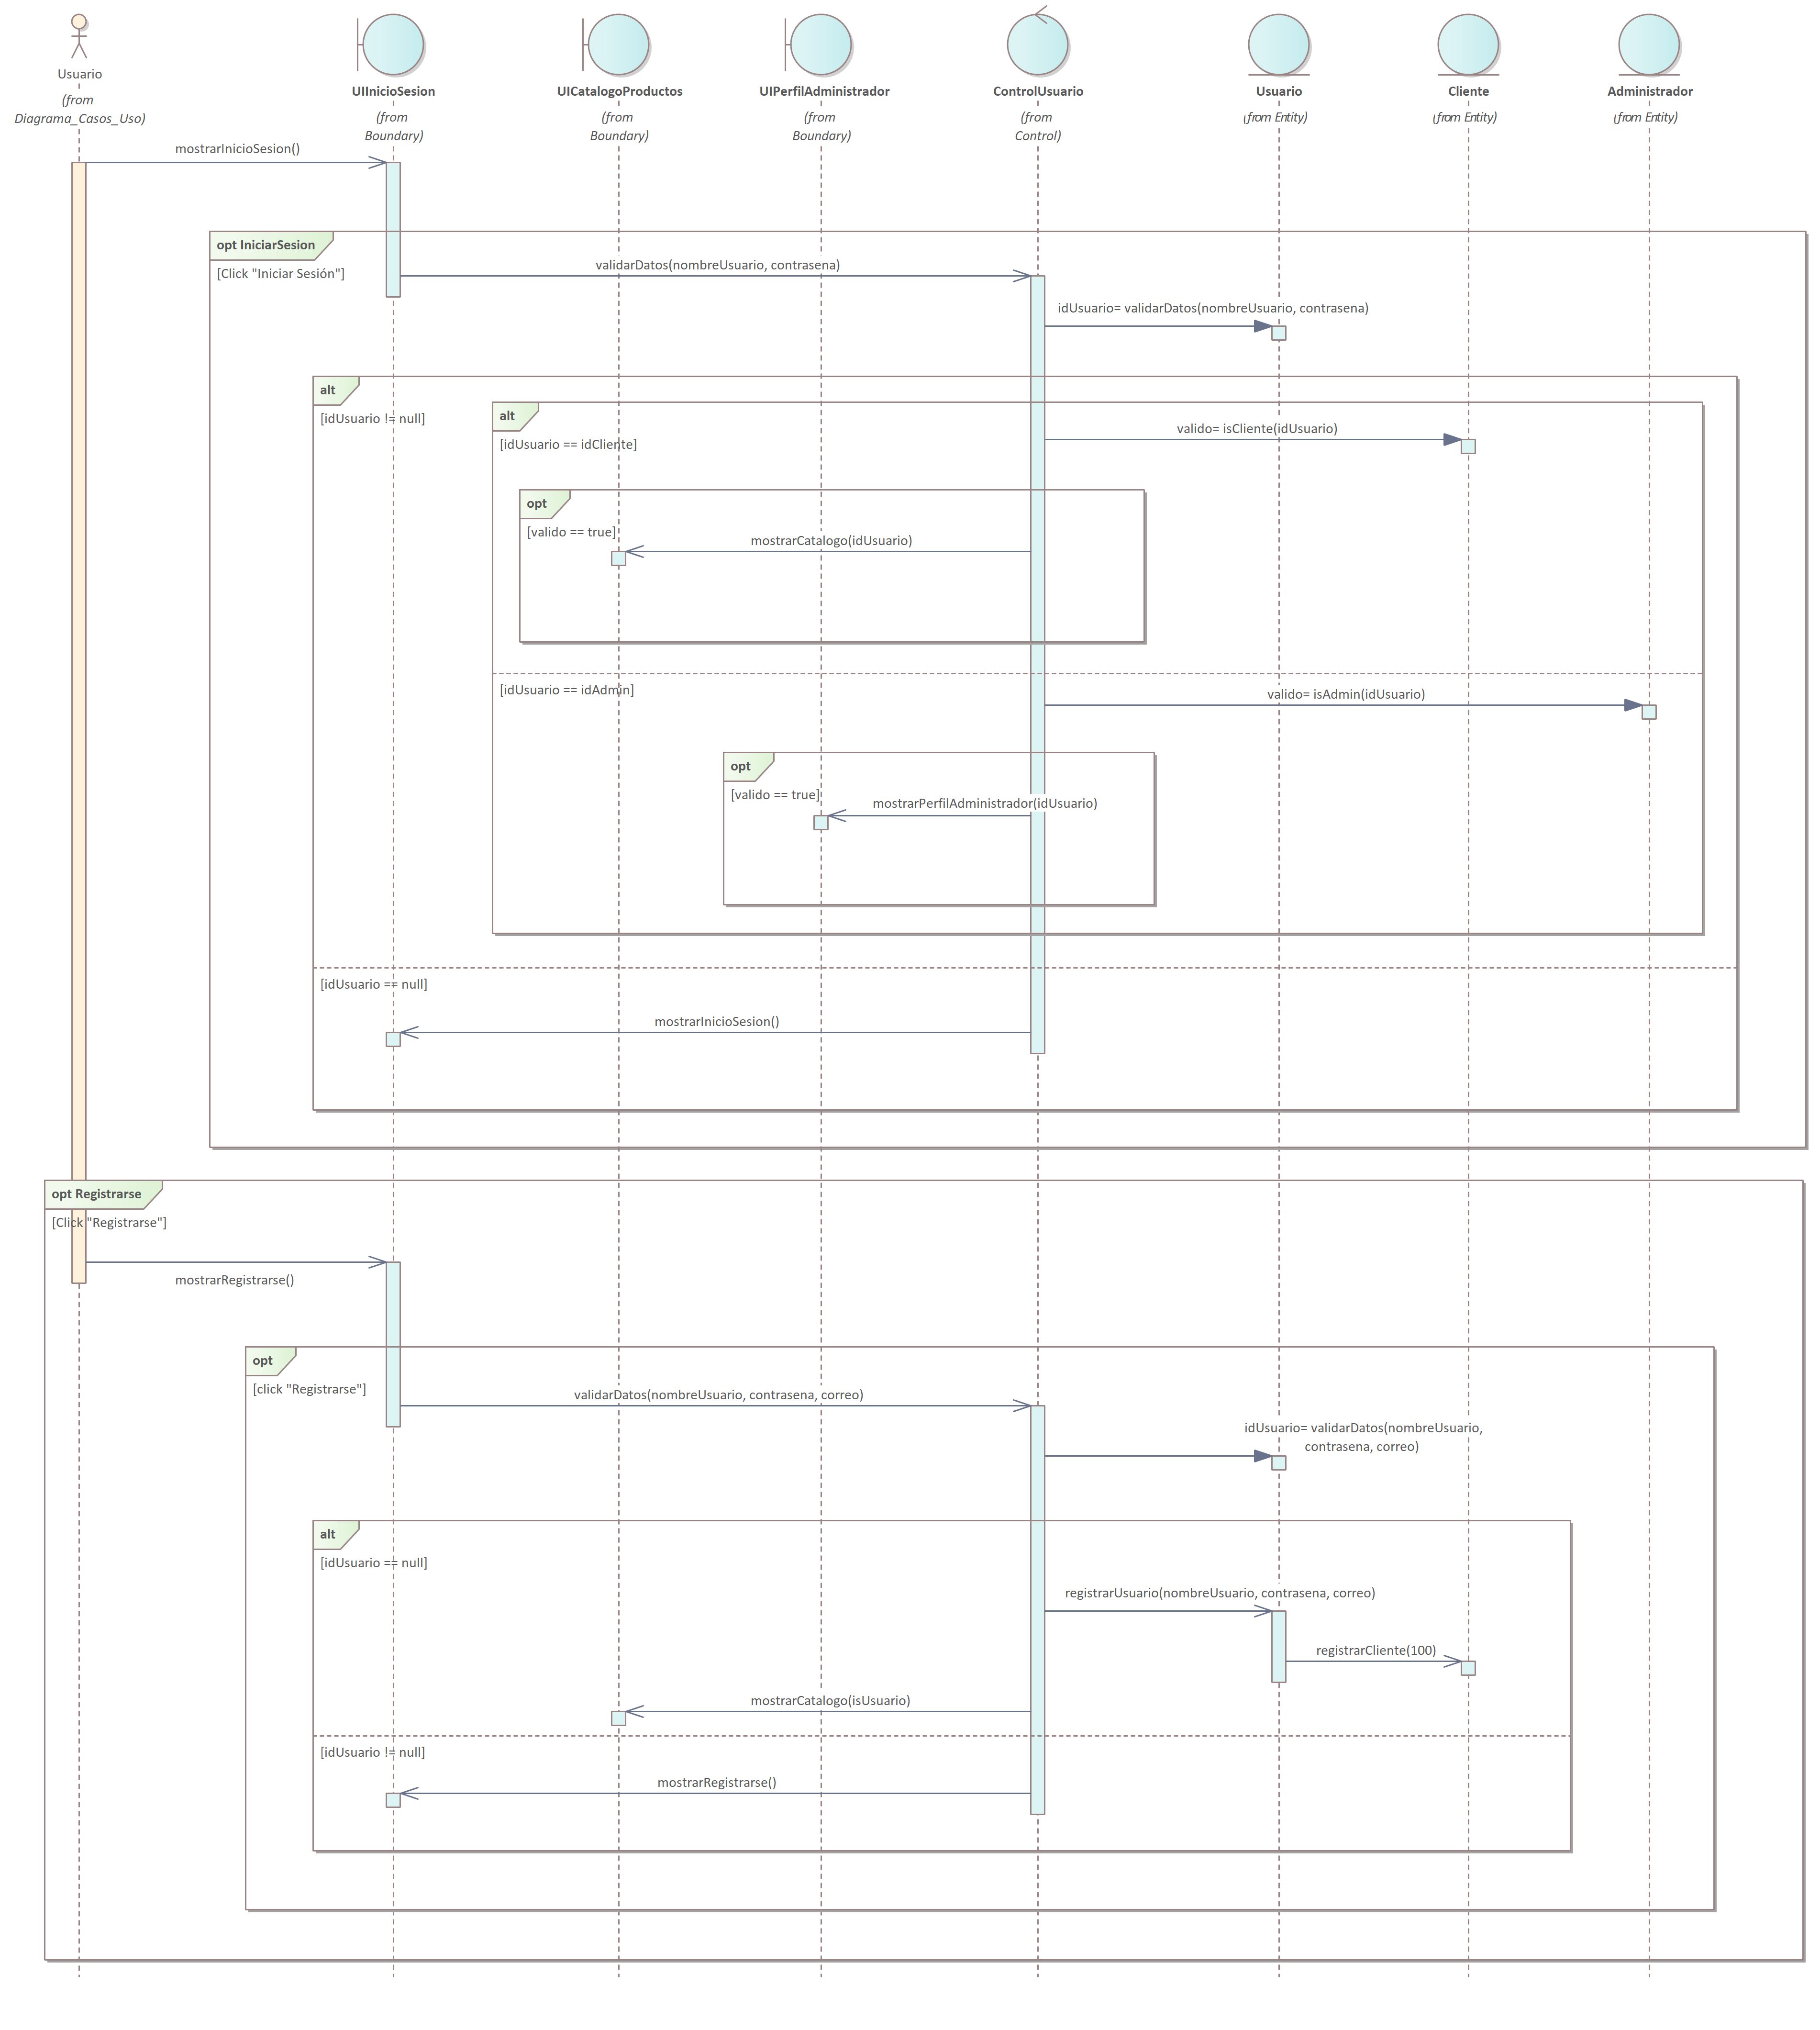 Usuario
(from
Diagrama_Casos_Uso)
UIInicioSesion
(from
Boundary)
UICatalogoProductos
(from
Boundary)
UIPerfilAdministrador
(from
Boundary)
ControlUsuario
(from
Control)
Usuario
(from Entity)
Cliente
(from Entity)
Administrador
(from Entity)
mostrarInicioSesion()
opt IniciarSesion
[Click "Iniciar Sesión"]
validarDatos(nombreUsuario, contrasena)
idUsuario= validarDatos(nombreUsuario, contrasena)
alt
[idUsuario != null]
alt
[idUsuario == idCliente]
valido= isCliente(idUsuario)
opt
[valido == true]
mostrarCatalogo(idUsuario)
[idUsuario == idAdmin]
valido= isAdmin(idUsuario)
opt
[valido == true]
mostrarPerfilAdministrador(idUsuario)
[idUsuario == null]
mostrarInicioSesion()
opt Registrarse
[Click "Registrarse"]
mostrarRegistrarse()
opt
[click "Registrarse"]
validarDatos(nombreUsuario, contrasena, correo)
idUsuario= validarDatos(nombreUsuario,
contrasena, correo)
alt
[idUsuario == null]
registrarUsuario(nombreUsuario, contrasena, correo)
registrarCliente(100)
mostrarCatalogo(isUsuario)
[idUsuario != null]
mostrarRegistrarse()